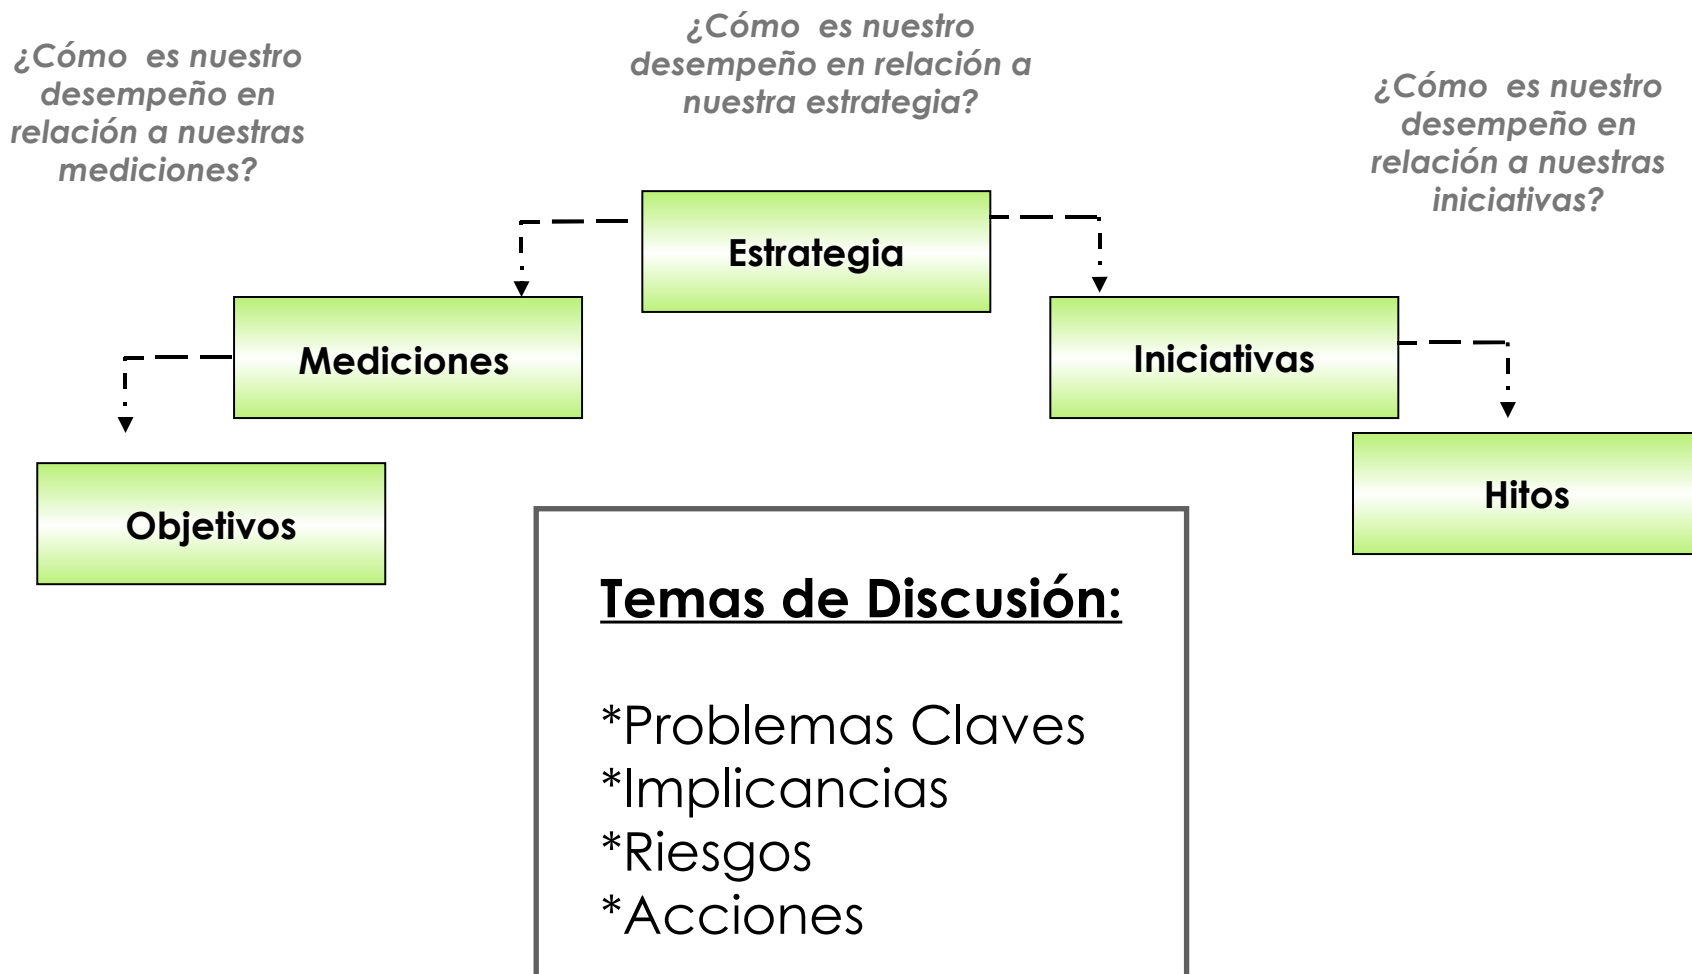 ¿Cómo es nuestro
desempeño en
relación a nuestras
mediciones?
¿Cómo es nuestro
desempeño en relación a
nuestra estrategia?
¿Cómo es nuestro
desempeño en
relación a nuestras
iniciativas?
Estrategia
Mediciones
Iniciativas
Objetivos
Hitos
Temas de Discusión:
*Problemas Claves
*Implicancias
*Riesgos
*Acciones